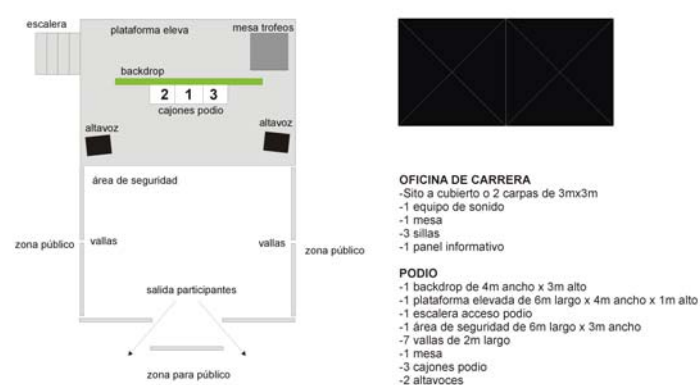 escalera
plataforma eleva
mesa trofeos
backdrop
2 1 3
cajones podio
altavoz
altavoz
área de seguridad
zona público
vallas
vallas
zona público
salida participantes
zona para público
OFICINA DE CARRERA
-Sito a cubierto o 2 carpas de 3mx3m
-1 equipo de sonido
-1 mesa
-3 sillas
-1 panel informativo
PODIO
-1 backdrop de 4m ancho x 3m alto
-1 plataforma elevada de 6m largo x 4m ancho x 1m alto
-1 escalera acceso podio
-1 área de seguridad de 6m largo x 3m ancho
-7 vallas de 2m largo
-1 mesa
-3 cajones podio
-2 altavoces